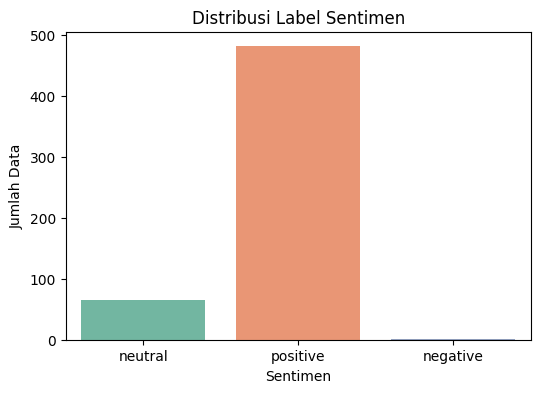 Distribusi Label Sentimen
500
400
300
200
100
0
Jumlah Data
neutral positive negative
Sentimen